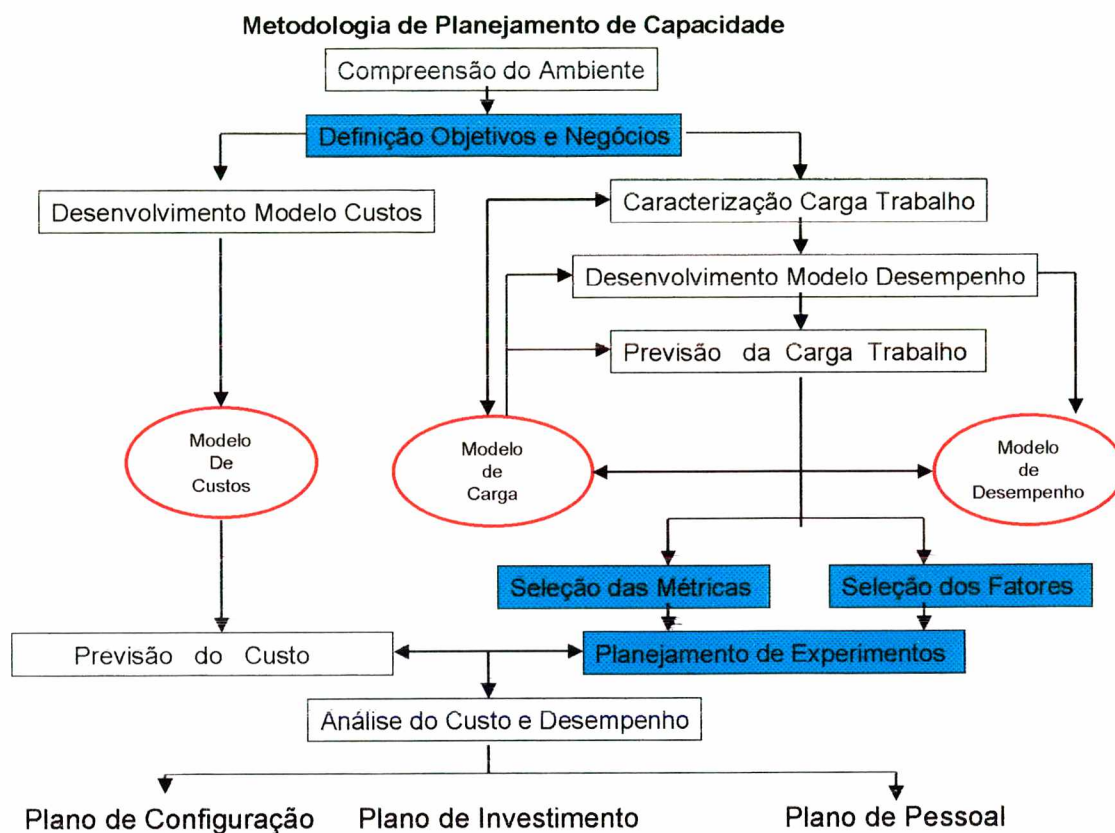 Metodologia de Planejamento de Capacidade
Compreensão do Ambiente
Definição Objetivos e Negócios
Desenvolvimento Modelo Custos
Caracterização Carga Trabalho
Desenvolvimento Modelo Desempenho
Previsão da Carga Trabalho
Modelo
De
Custos
Modelo
de
Carga
Modelo
de
Desempenho
Seleção das Métricas
Seleção dos Fatores
Previsão do Custo
Planejamento de Experimentos
Análise do Custo e Desempenho
Plano de Configuração
Plano de Investimento
Plano de Pessoal